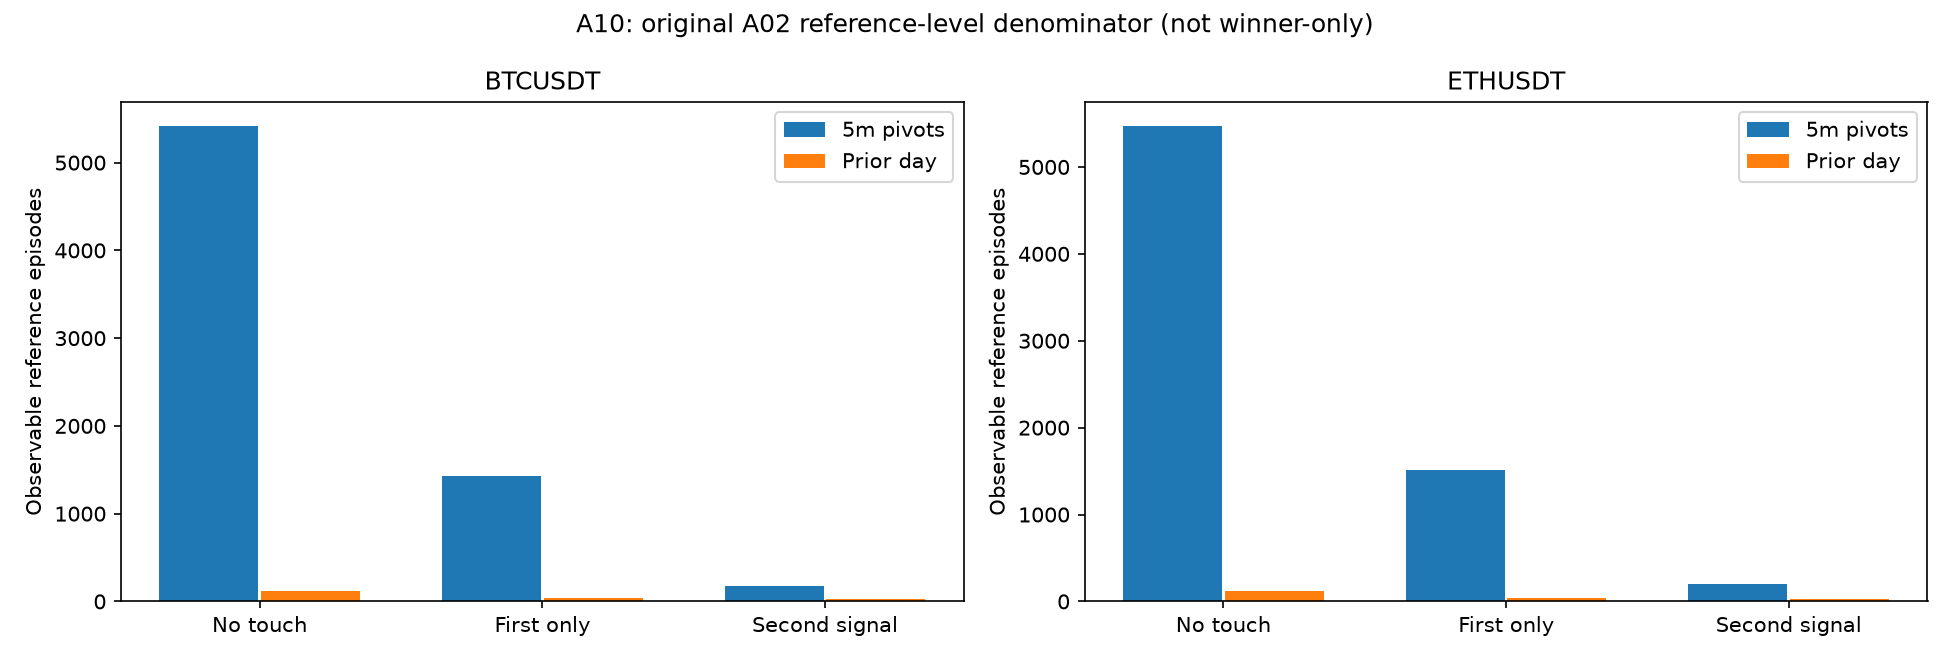 A10: original A02 reference-level denominator (not winner-only)
BTCUSDT
Observable reference episodes
5000
4000
3000
2000
1000
0
No touch
First only
Second signal
5m pivots
Prior day
ETHUSDT
Observable reference episodes
5000
4000
3000
2000
1000
0
No touch
First only
Second signal
5m pivots
Prior day